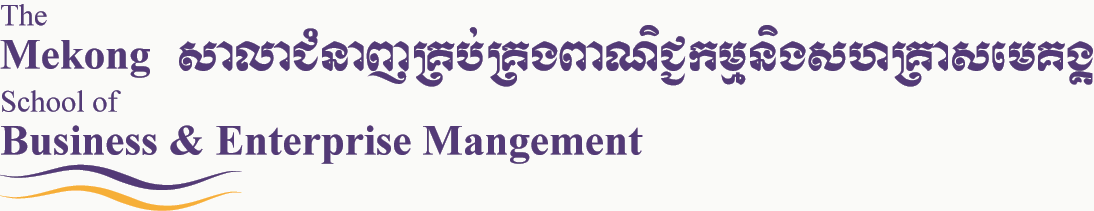 The
Mekong សាលាជំនាញគ្រប់គ្រងពាណិជ្ជកម្មនិងសហគ្រាសមេគង្គ
School of
Business & Enterprise Mangement